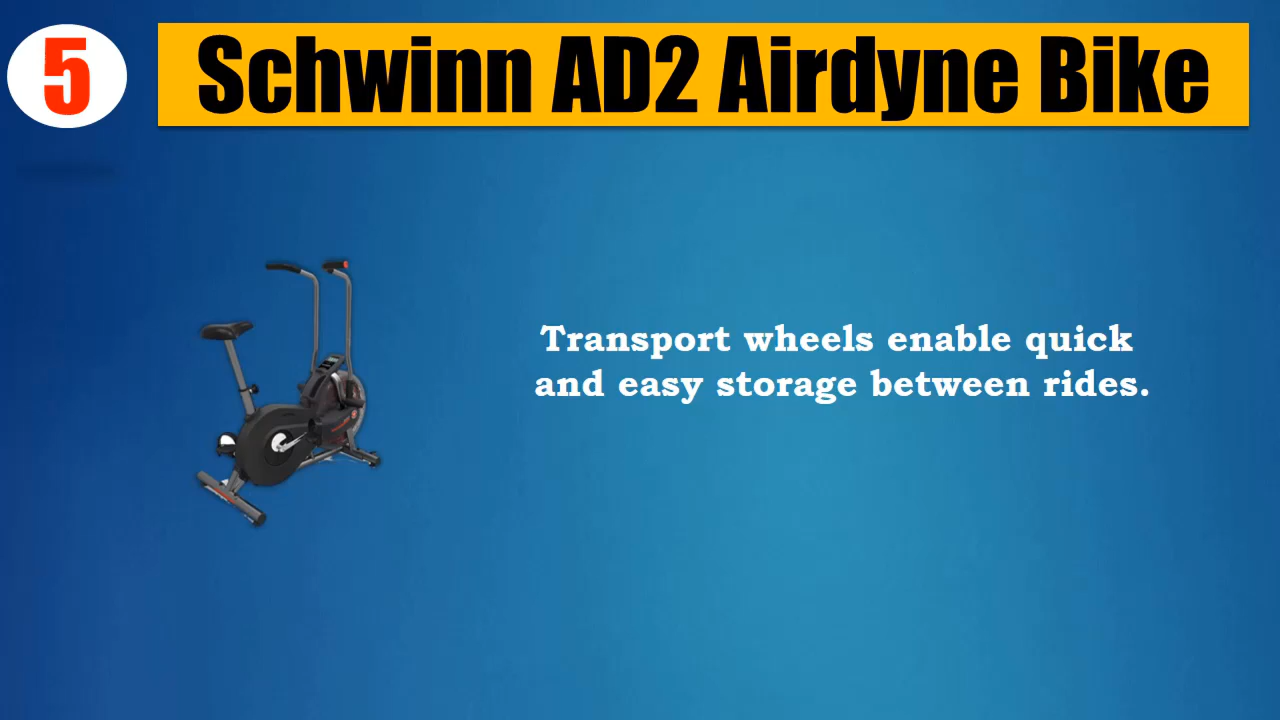 5
Schwinn AD2 Airdyne Bike
Transport wheels enable quick
and easy storage between rides.